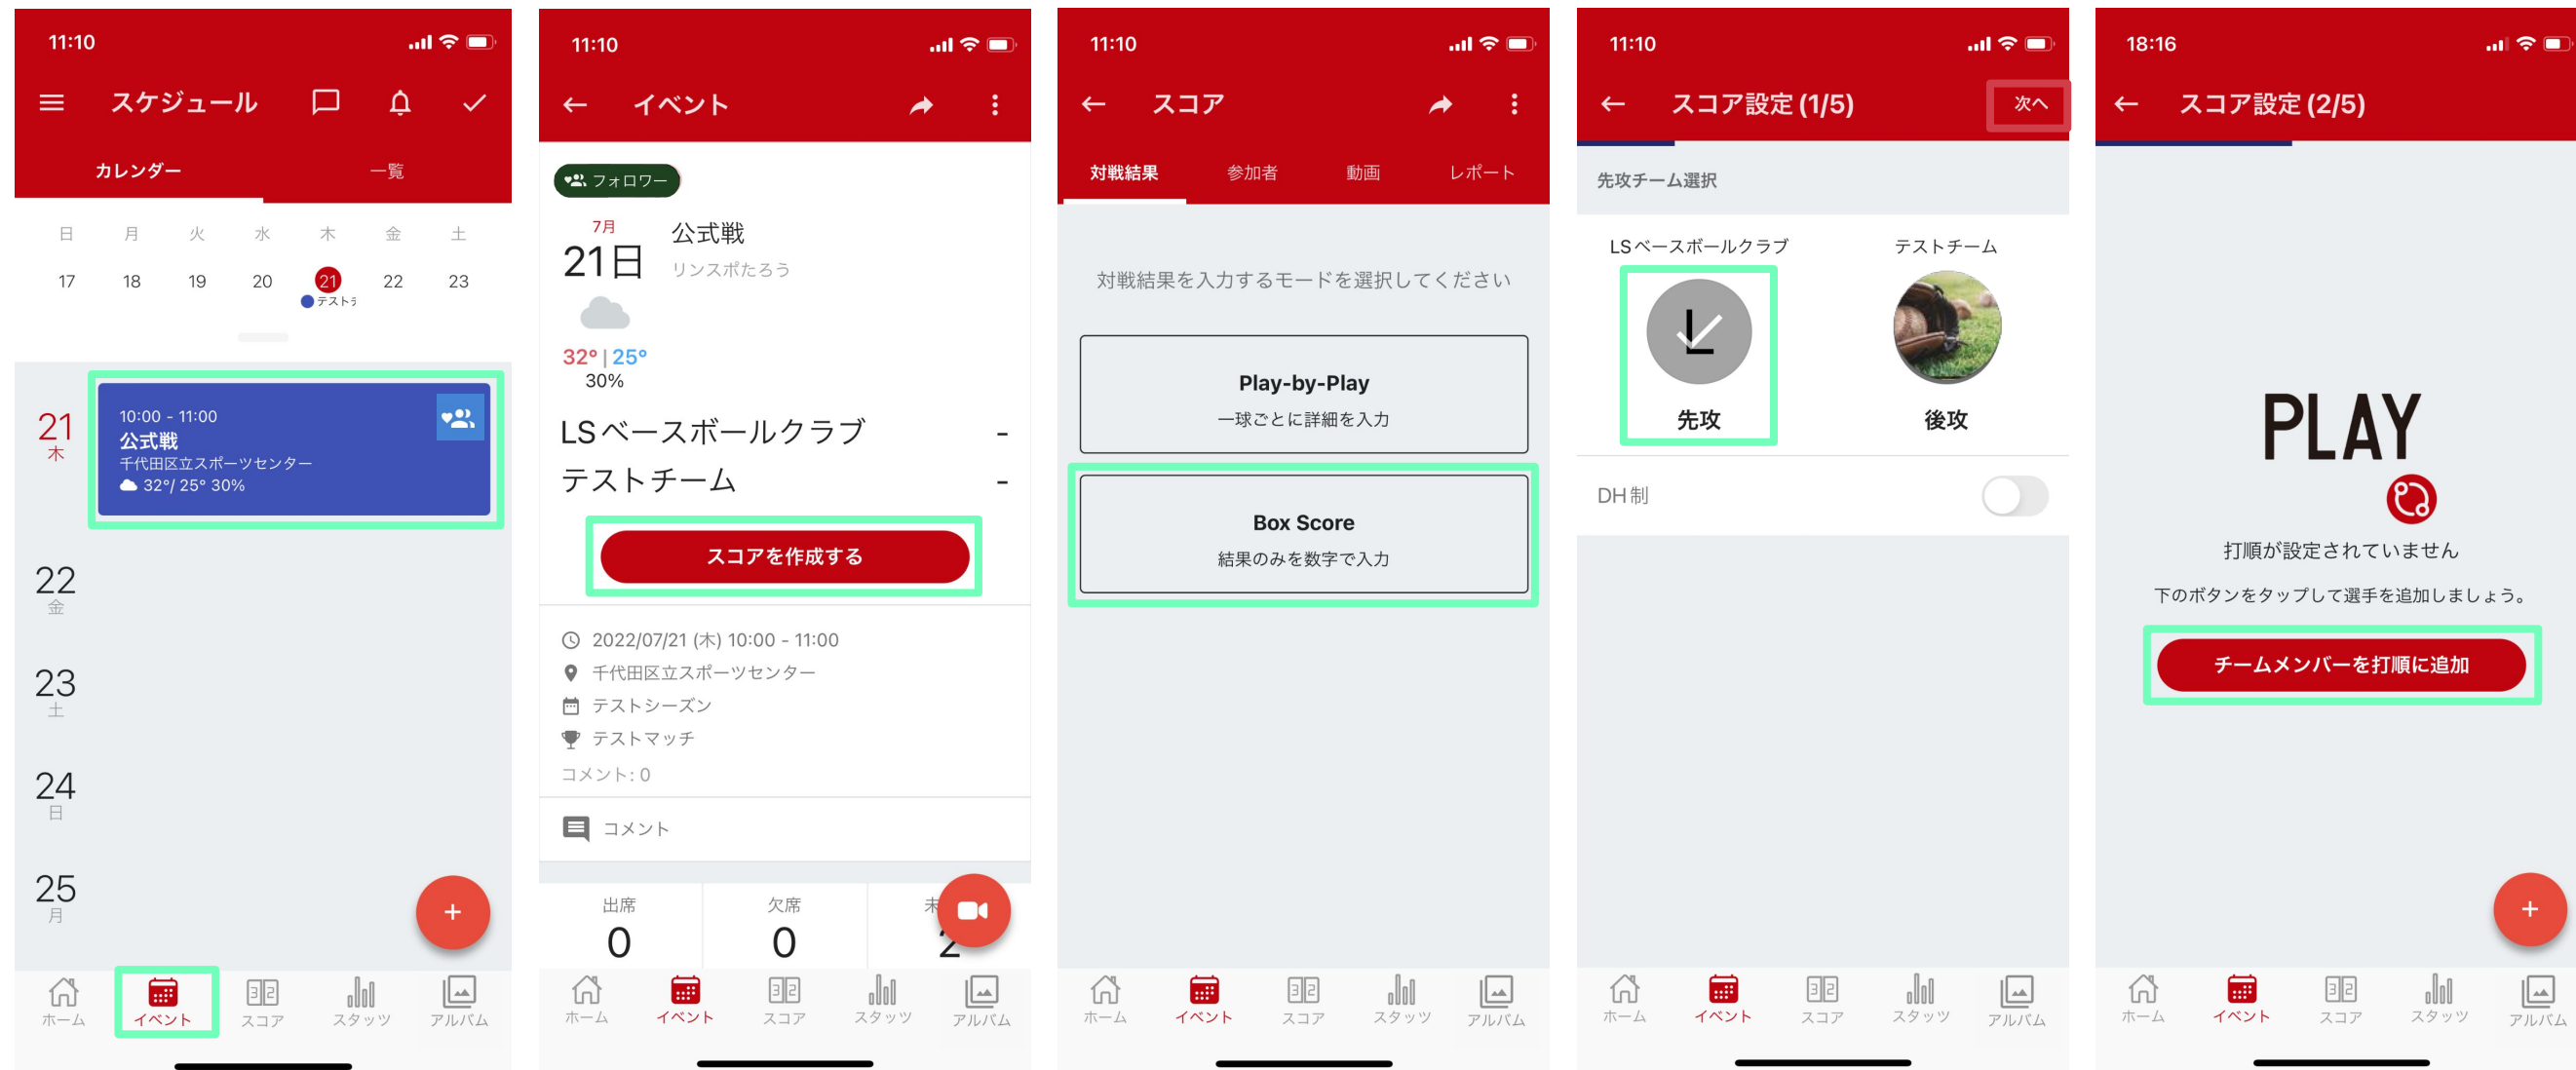 11:10
スケジュール
カレンダー
一覧
日 月 火 水 木 金 土
17 18 19 20 21 22 23
テストテ
21
木
10:00 - 11:00
公式戦
千代田区立スポーツセンター
32°/ 25° 30%
22
金
23
土
24
日
25
月
+
ホーム イベント スコア スタッツ アルバム
11:10
イベント
フォロワー
7月
21日
公式戦
リンスポたろう
32° | 25°
30%
LSベースボールクラブ -
テストチーム -
スコアを作成する
2022/07/21 (木) 10:00 - 11:00
千代田区立スポーツセンター
テストシーズン
テストマッチ
コメント: 0
コメント
出席 欠席 未
0 0 2
ホーム イベント スコア スタッツ アルバム
11:10
スコア
対戦結果 参加者 動画 レポート
対戦結果を入力するモードを選択してください
Play-by-Play
一球ごとに詳細を入力
Box Score
結果のみを数字で入力
ホーム イベント スコア スタッツ アルバム
11:10
スコア設定 (1/5)
次へ
先攻チーム選択
LSベースボールクラブ テストチーム
L
先攻 後攻
DH制
ホーム イベント スコア スタッツ アルバム
18:16
スコア設定 (2/5)
PLAY
打順が設定されていません
下のボタンをタップして選手を追加しましょう。
チームメンバーを打順に追加
+
ホーム イベント スコア スタッツ アルバム